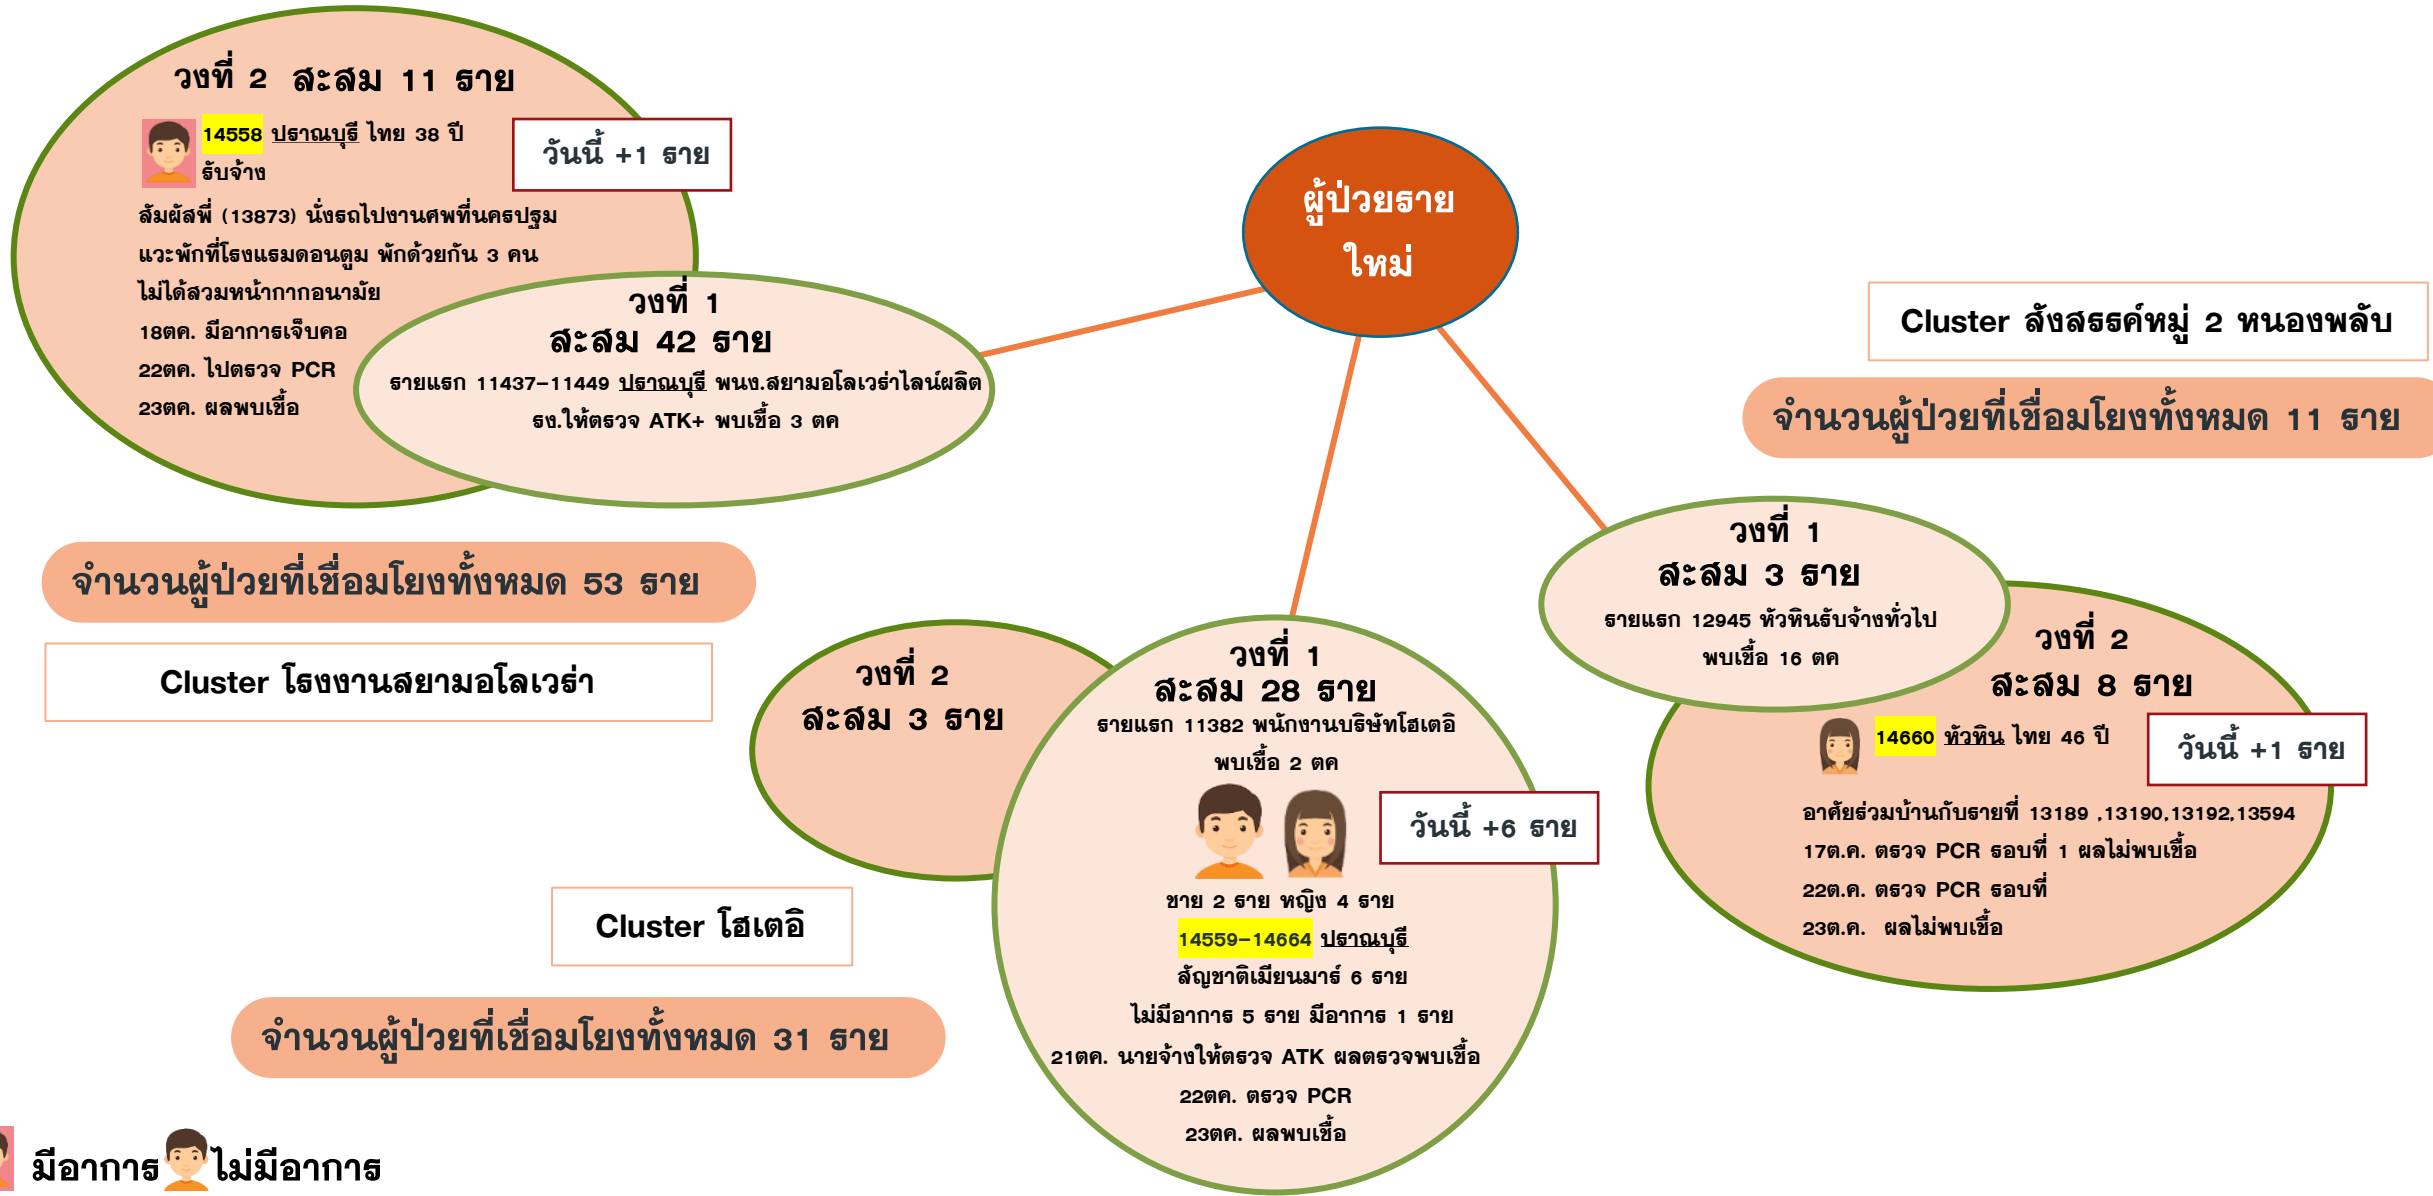 วงที่ 2 สะสม 11 ราย
14558 ปราณบุรี ไทย 38 ปี
รับจ้าง
วันนี้ +1 ราย
สัมผัสพี่ (13873) นั่งรถไปงานศพที่นครปฐม
แวะพักที่โรงแรมดอนตูม พักด้วยกัน 3 คน
ไม่ได้สวมหน้ากากอนามัย
18ตค. มีอาการเจ็บคอ
22ตค. ไปตรวจ PCR
23ตค. ผลพบเชื้อ
วงที่ 1
สะสม 42 ราย
รายแรก 11437-11449 ปราณบุรี พนง.สยามอโลเวร่าไลน์ผลิต
รง.ให้ตรวจ ATK+ พบเชื้อ 3 ตค
จำนวนผู้ป่วยที่เชื่อมโยงทั้งหมด 53 ราย
Cluster โรงงานสยามอโลเวร่า
ผู้ป่วยราย
ใหม่
Cluster สังสรรค์หมู่ 2 หนองพลับ
จำนวนผู้ป่วยที่เชื่อมโยงทั้งหมด 11 ราย
วงที่ 1
สะสม 3 ราย
รายแรก 12945 หัวหินรับจ้างทั่วไป
พบเชื้อ 16 ตค
วงที่ 2
สะสม 8 ราย
14660 หัวหิน ไทย 46 ปี
วันนี้ +1 ราย
อาศัยร่วมบ้านกับรายที่ 13189 ,13190,13192,13594
17ต.ค. ตรวจ PCR รอบที่ 1 ผลไม่พบเชื้อ
22ต.ค. ตรวจ PCR รอบที่
23ต.ค. ผลไม่พบเชื้อ
วงที่ 2
สะสม 3 ราย
วงที่ 1
สะสม 28 ราย
รายแรก 11382 พนักงานบริษัทโฮเตอิ
พบเชื้อ 2 ตค
วันนี้ +6 ราย
ชาย 2 ราย หญิง 4 ราย
14559-14664 ปราณบุรี
สัญชาติเมียนมาร์ 6 ราย
ไม่มีอาการ 5 ราย มีอาการ 1 ราย
21ตค. นายจ้างให้ตรวจ ATK ผลตรวจพบเชื้อ
22ตค. ตรวจ PCR
23ตค. ผลพบเชื้อ
Cluster โฮเตอิ
จำนวนผู้ป่วยที่เชื่อมโยงทั้งหมด 31 ราย
มีอาการ ไม่มีอาการ